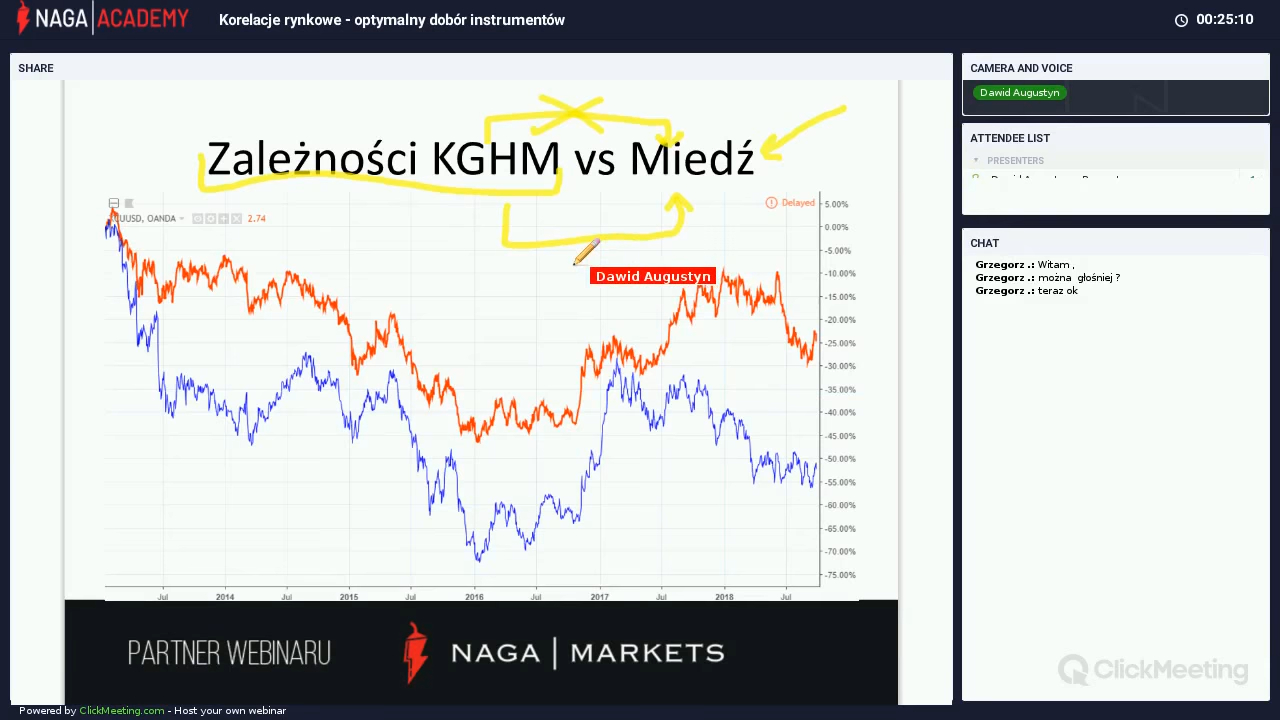 NAGA|ACADEMY
Korelacje rynkowe - optymalny dobór instrumentów
00:25:10
SHARE
Zależności KGHM vs Miedź
UUSD, OANDA
2.74
Delayed
5.00%
0.00%
-5.00%
-10.00%
-15.00%
-20.00%
-25.00%
-30.00%
-35.00%
-40.00%
-45.00%
-50.00%
-55.00%
-60.00%
-65.00%
-70.00%
-75.00%
Dawid Augustyn
Jul 2014 Jul 2015 Jul 2016 Jul 2017 Jul 2018 Jul
PARTNER WEBINARU
NAGA | MARKETS
CAMERA AND VOICE
Dawid Augustyn
ATTENDEE LIST
PRESENTERS
CHAT
Grzegorz .: Witam ,
Grzegorz .: można głośniej ?
Grzegorz .: teraz ok
ClickMeeting
Powered by ClickMeeting.com - Host your own webinar